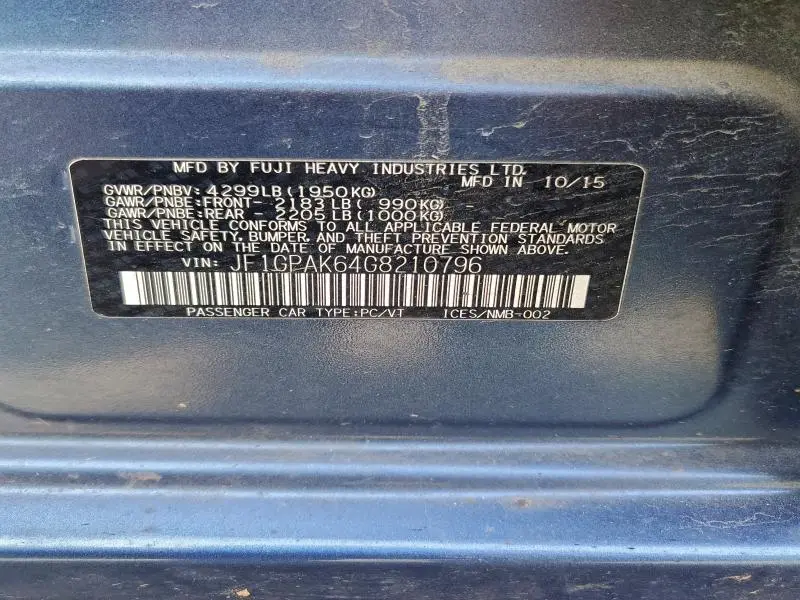 MFD BY FUJI HEAVY INDUSTRIES LTD.
MFD IN 10/15
GVWR/PNBV: 4299LB(1950KG)
GAWR/PNBE:FRONT- 2183LB( 990KG) -
GAWR/PNBE:REAR - 2205LB(1000KG) -
THIS VEHICLE CONFORMS TO ALL APPLICABLE FEDERAL MOTOR
VEHICLE SAFETY, BUMPER, AND THEFT PREVENTION STANDARDS
IN EFFECT ON THE DATE OF MANUFACTURE SHOWN ABOVE.
VIN: JF1GPAK64G8210796
PASSENGER CAR TYPE:PC/VT ICES/NMB-002